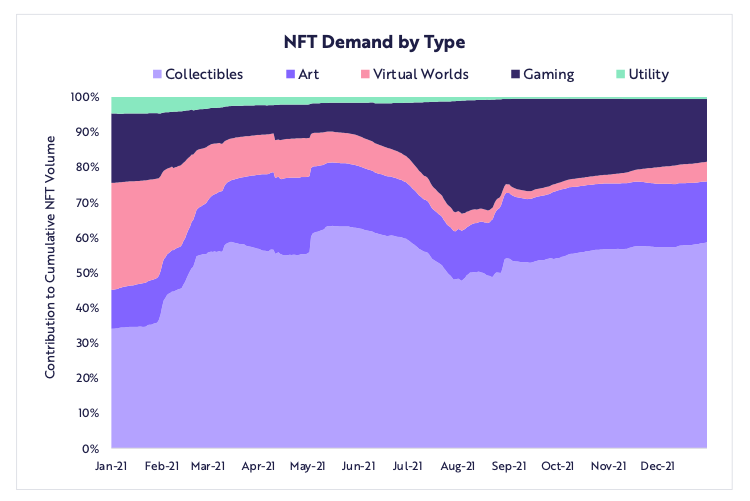 NFT Demand by Type
Collectibles Art Virtual Worlds Gaming Utility
Contribution to Cumulative NFT Volume
100%
90%
80%
70%
60%
50%
40%
30%
20%
10%
0%
Jan-21 Feb-21 Mar-21 Apr-21 May-21 Jun-21 Jul-21 Aug-21 Sep-21 Oct-21 Nov-21 Dec-21